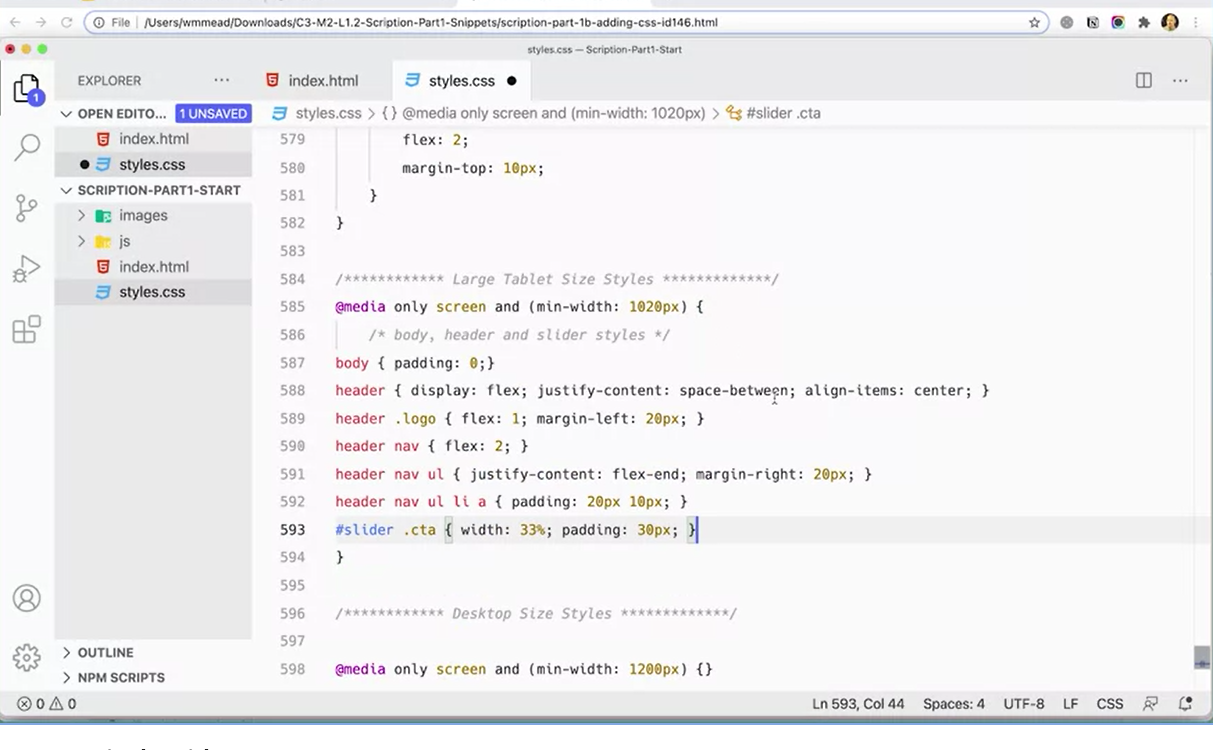 File | /Users/wmmead/Downloads/C3-M2-L1.2-Scription-Part1-Snippets/scription-part-1b-adding-css-id146.html
styles.css — Scription-Part1-Start
EXPLORER ···
index.html
styles.css ●
1
OPEN EDITO... 1 UNSAVED
styles.css > { } @media only screen and (min-width: 1020px) > #slider .cta
index.html
● styles.css
SCRIPTION-PART1-START
images
js
index.html
styles.css
579 flex: 2;
580 margin-top: 10px;
581 }
582 }
583
584 /************ Large Tablet Size Styles *************/
585 @media only screen and (min-width: 1020px) {
586 /* body, header and slider styles */
587 body { padding: 0;}
588 header { display: flex; justify-content: space-between; align-items: center; }
589 header .logo { flex: 1; margin-left: 20px; }
590 header nav { flex: 2; }
591 header nav ul { justify-content: flex-end; margin-right: 20px; }
592 header nav ul li a { padding: 20px 10px; }
593 #slider .cta { width: 33%; padding: 30px; }
594 }
595
596 /************ Desktop Size Styles *************/
597
598 @media only screen and (min-width: 1200px) {}
OUTLINE
NPM SCRIPTS
0 0
Ln 593, Col 44 Spaces: 4 UTF-8 LF CSS